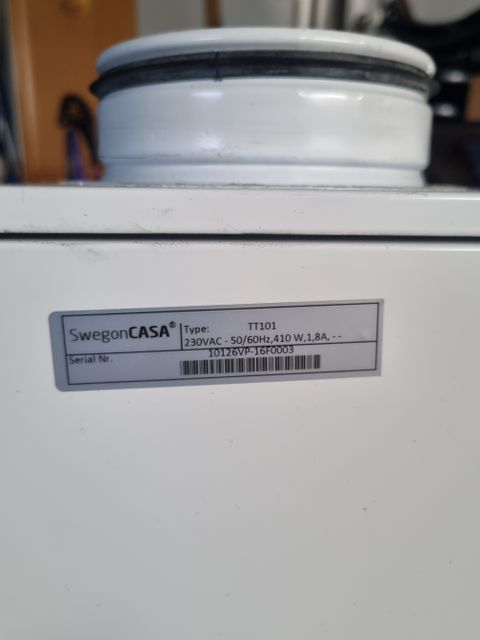 SwegonCASA®
Type: TT101
230VAC - 50/60Hz,410 W,1,8A, - -
Serial Nr. 10126VP-16F0003